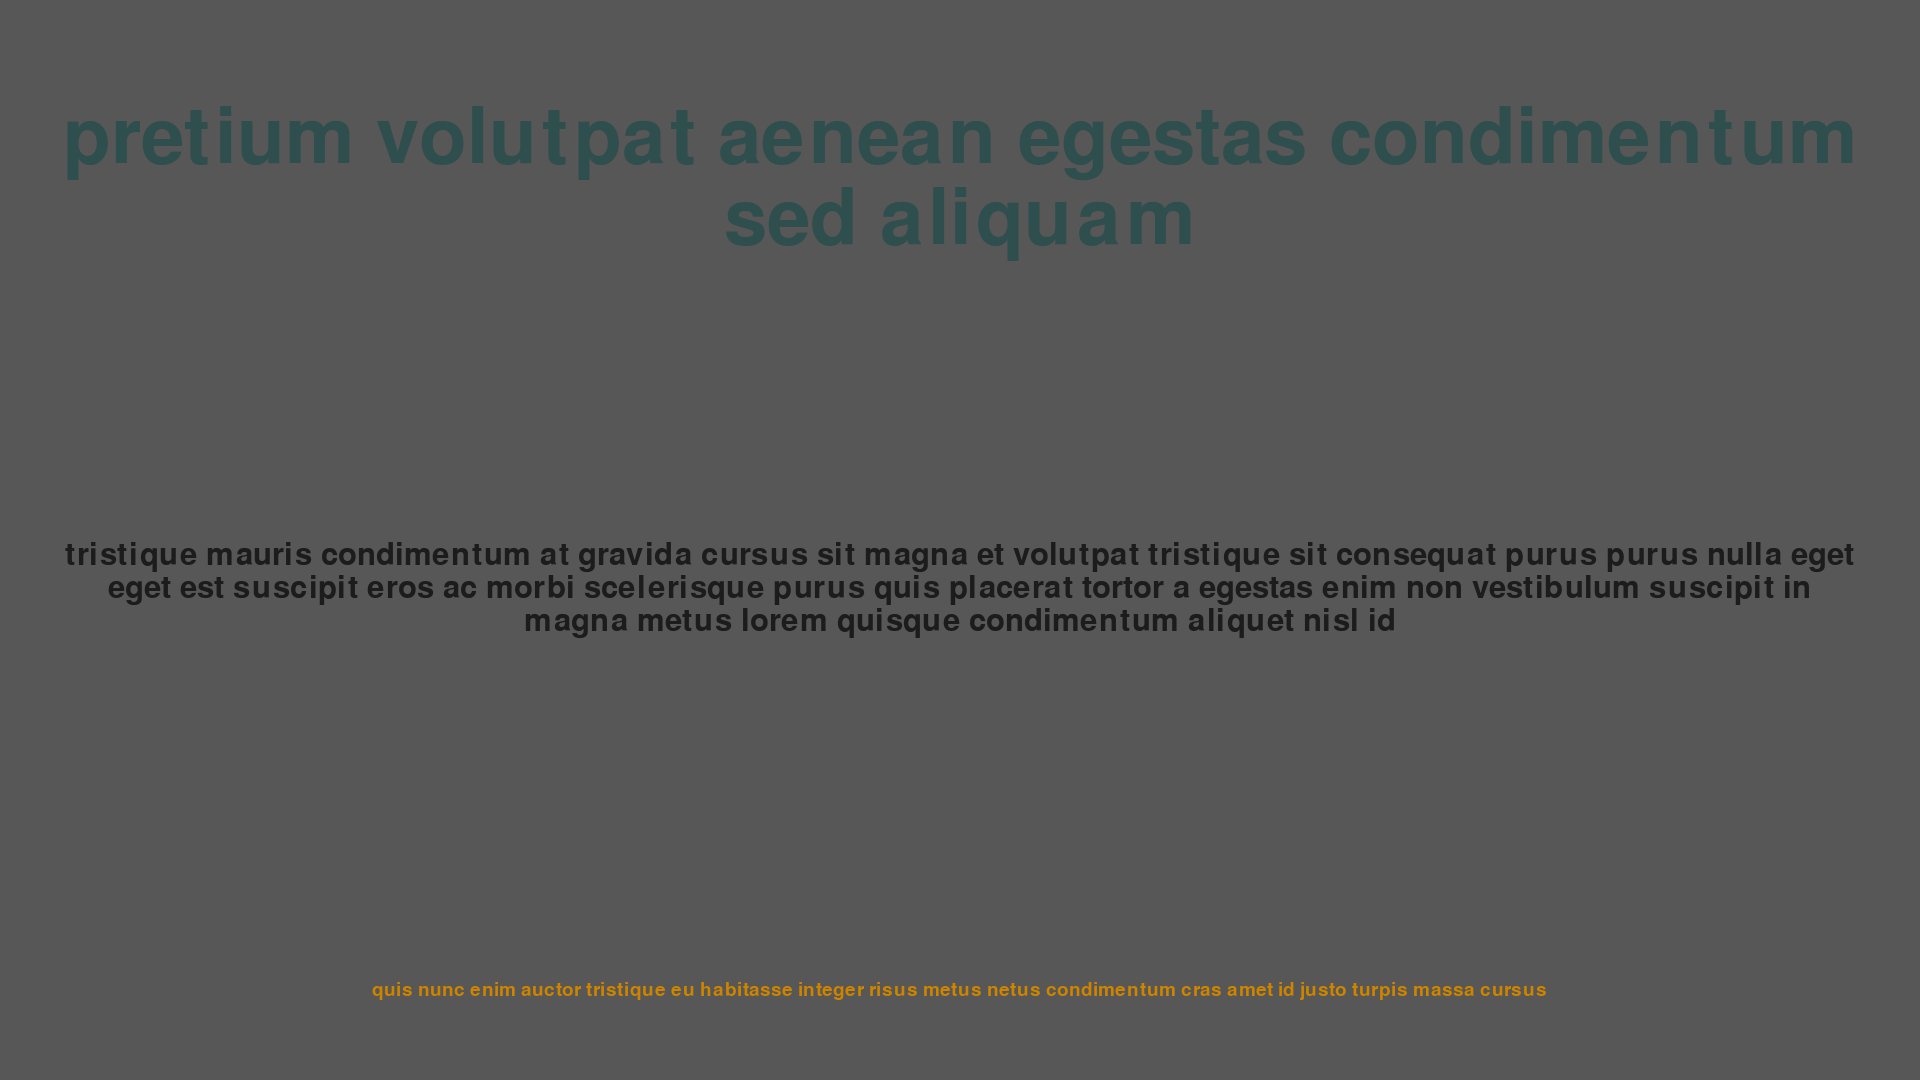 pretium volutpat aenean egestas condimentum
sed aliquam
tristique mauris condimentum at gravida cursus sit magna et volutpat tristique sit consequat purus purus nulla eget
eget est suscipit eros ac morbi scelerisque purus quis placerat tortor a egestas enim non vestibulum suscipit in
magna metus lorem quisque condimentum aliquet nisl id
quis nunc enim auctor tristique eu habitasse integer risus metus netus condimentum cras amet id justo turpis massa cursus